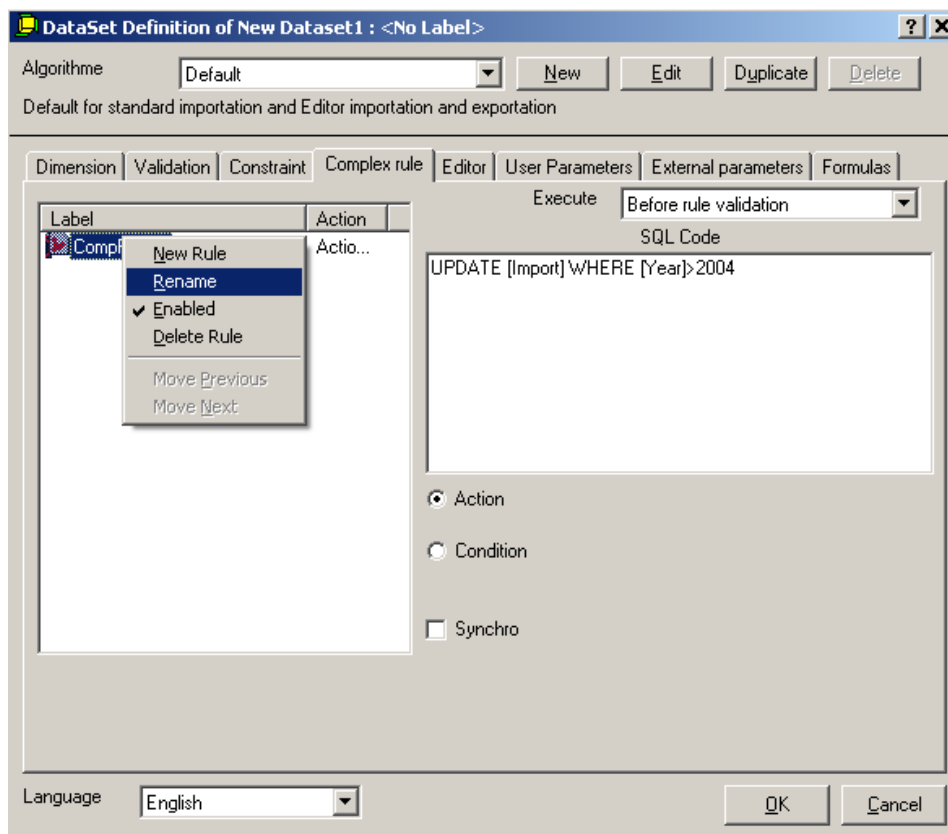 DataSet Definition of New Dataset1 : <No Label>
Algorithme Default New Edit Duplicate Delete
Default for standard importation and Editor importation and exportation
Dimension Validation Constraint Complex rule Editor User Parameters External parameters Formulas
Execute Before rule validation
Label Action
SQL Code
Actio...
UPDATE [Import] WHERE [Year]>2004
New Rule
Rename
Enabled
Delete Rule
Move Previous
Move Next
Action
Condition
Synchro
Language English OK Cancel